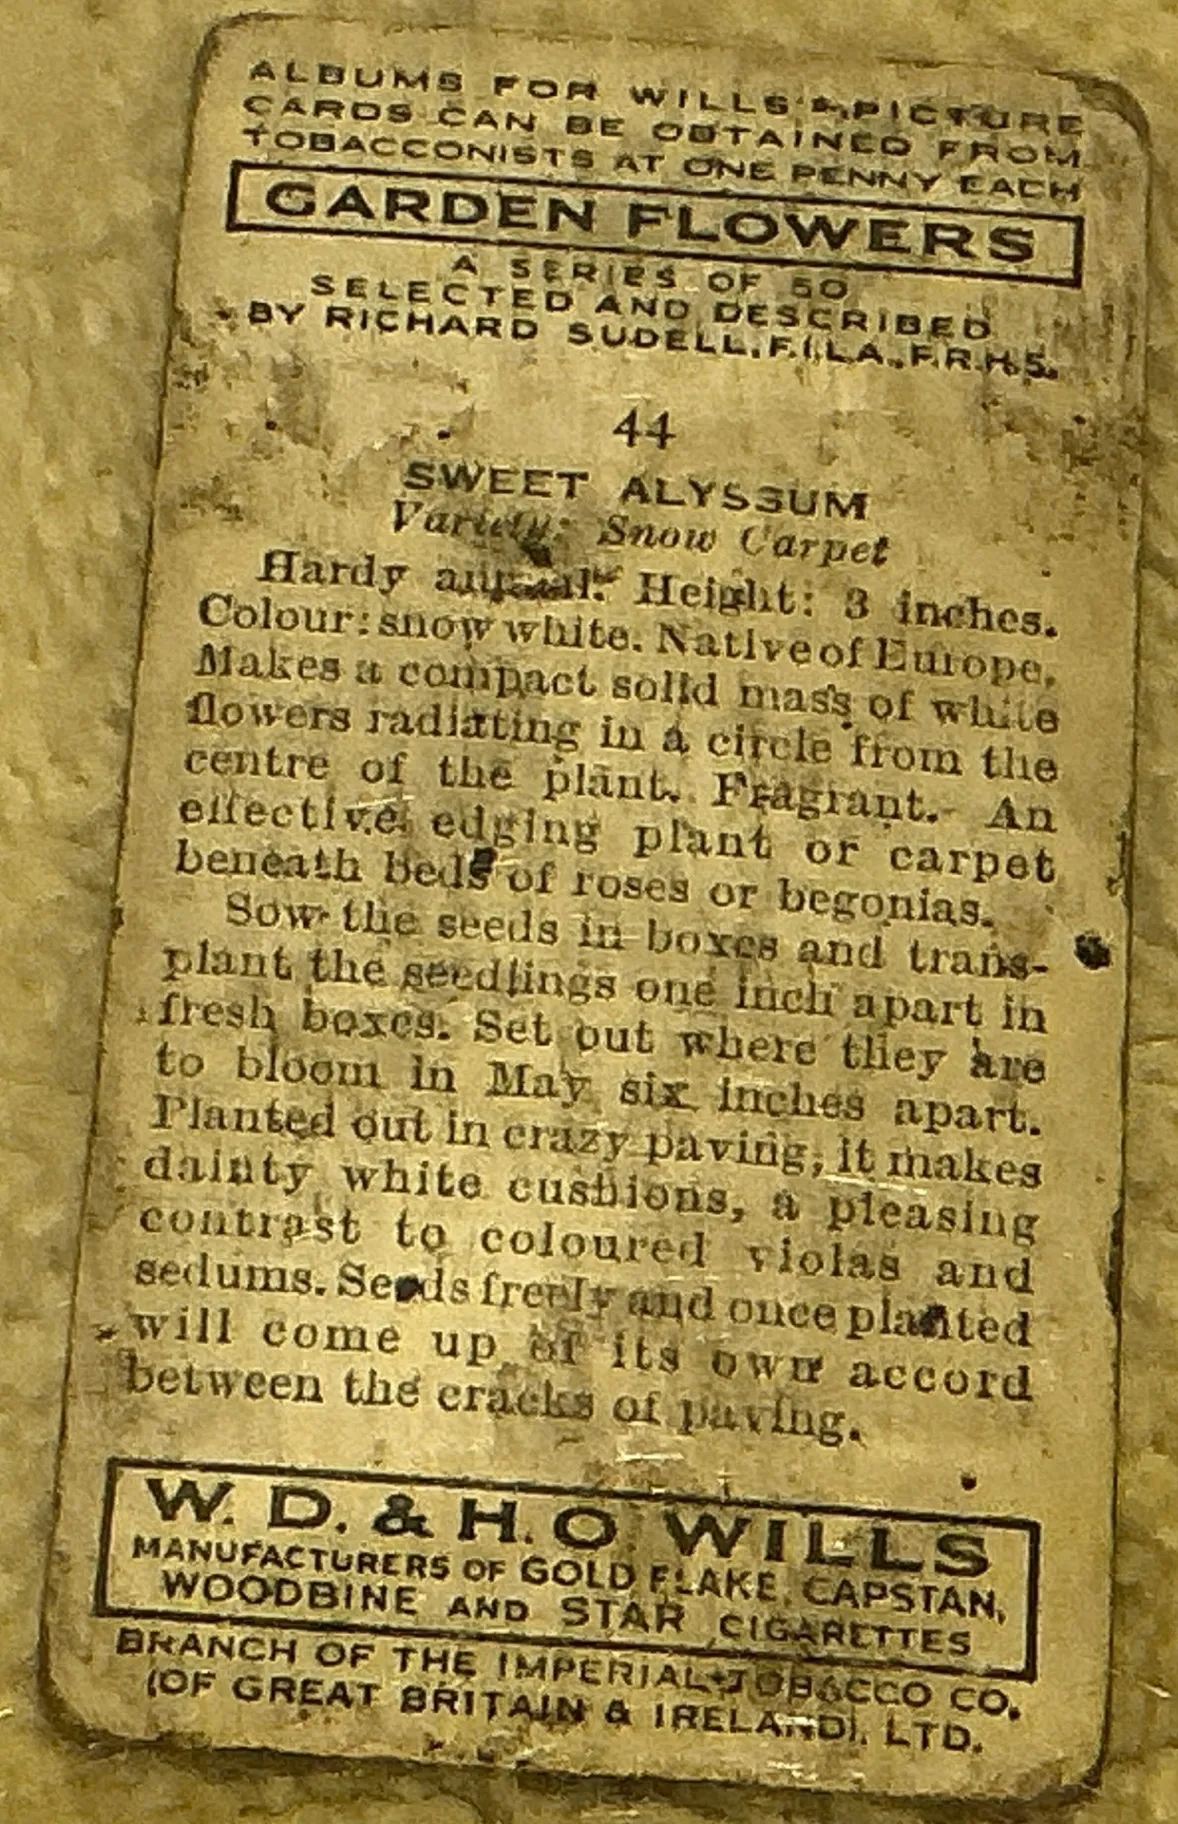 ALBUMS FOR WILLS'S PICTURE
CARDS CAN BE OBTAINED FROM
TOBACCONISTS AT ONE PENNY EACH
GARDEN FLOWERS
A SERIES OF 50
SELECTED AND DESCRIBED
BY RICHARD SUDELL, F.I.L.A., F.R.H.S.
44
SWEET ALYSSUM
Variety: Snow Carpet
Hardy annual. Height: 3 inches.
Colour: snow white. Native of Europe.
Makes a compact solid mass of white
flowers radiating in a circle from the
centre of the plant. Fragrant. An
effective edging plant or carpet
beneath beds of roses or begonias.
Sow the seeds in boxes and trans-
plant the seedlings one inch apart in
fresh boxes. Set out where they are
to bloom in May six inches apart.
Planted out in crazy paving, it makes
dainty white cushions, a pleasing
contrast to coloured violas and
sedums. Seeds freely and once planted
will come up of its own accord
between the cracks of paving.
W. D. & H. O WILLS
MANUFACTURERS OF GOLD FLAKE, CAPSTAN,
WOODBINE AND STAR CIGARETTES
BRANCH OF THE IMPERIAL TOBACCO CO.
(OF GREAT BRITAIN & IRELAND), LTD.